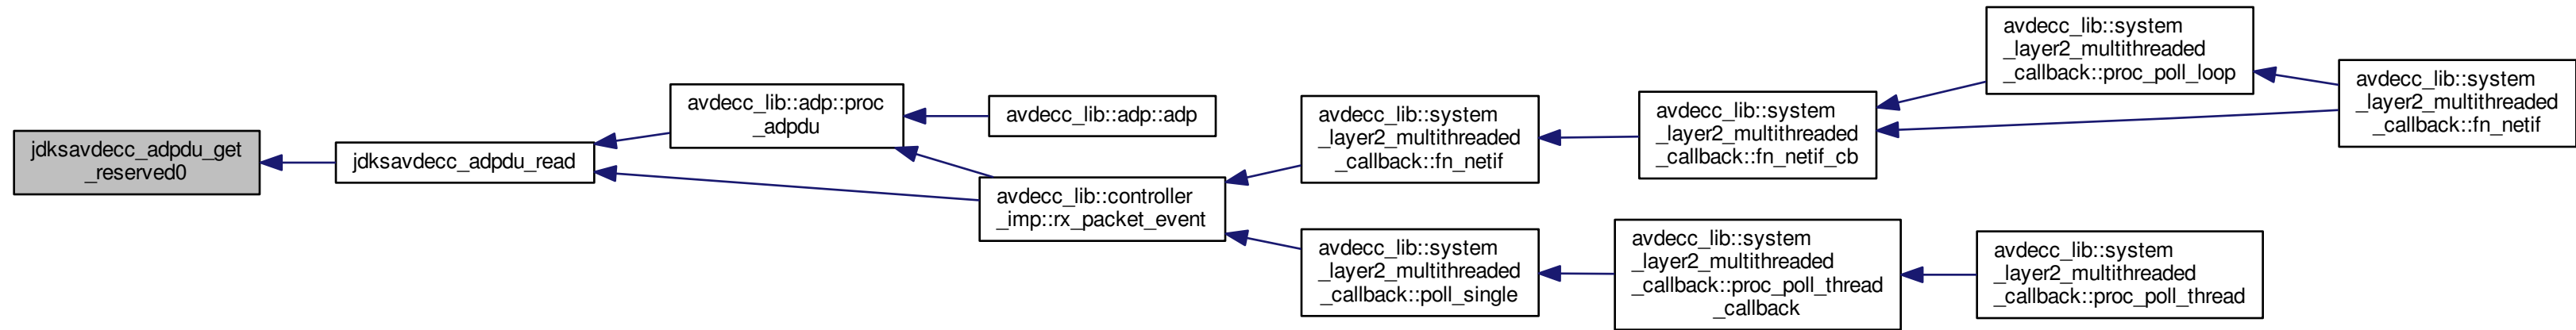 jdksavdecc_adpdu_get
_reserved0
jdksavdecc_adpdu_read
avdecc_lib::adp::proc
_adpdu
avdecc_lib::adp::adp
avdecc_lib::controller
_imp::rx_packet_event
avdecc_lib::system
_layer2_multithreaded
_callback::fn_netif
avdecc_lib::system
_layer2_multithreaded
_callback::poll_single
avdecc_lib::system
_layer2_multithreaded
_callback::fn_netif_cb
avdecc_lib::system
_layer2_multithreaded
_callback::proc_poll_thread
_callback
avdecc_lib::system
_layer2_multithreaded
_callback::proc_poll_loop
avdecc_lib::system
_layer2_multithreaded
_callback::proc_poll_thread
avdecc_lib::system
_layer2_multithreaded
_callback::fn_netif